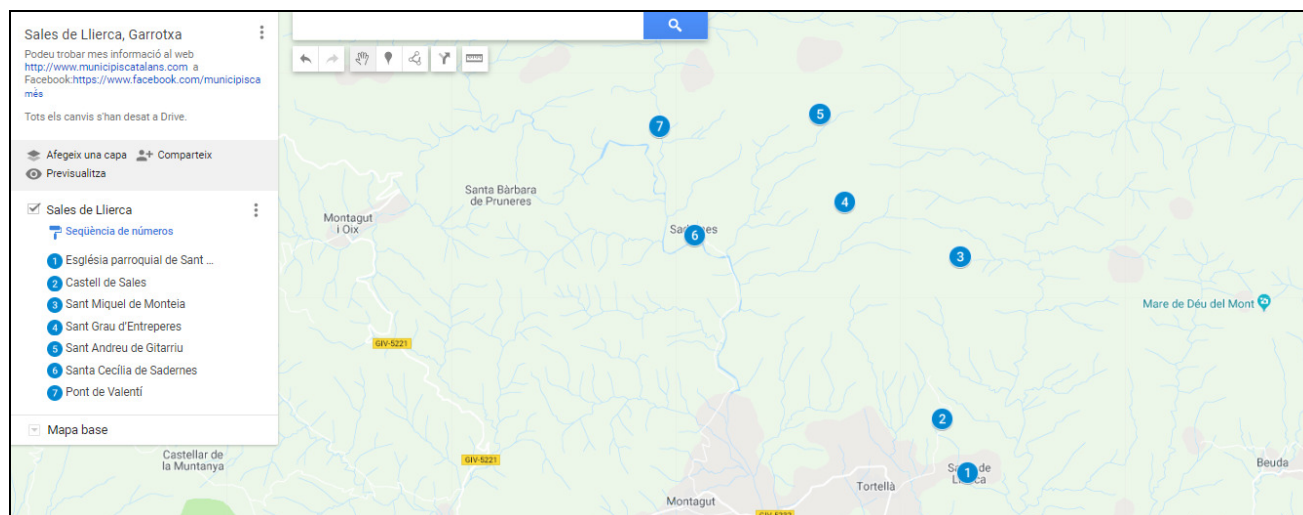 Sales de Llierca, Garrotxa
Podeu trobar mes informació al web
http://www.municipiscatalans.com a
Facebook:https://www.facebook.com/municipisca
més
Tots els canvis s'han desat a Drive.
Afegeix una capa Comparteix
Previsualitza
Sales de Llierca
Seqüència de números
1 Església parroquial de Sant ...
2 Castell de Sales
3 Sant Miquel de Monteia
4 Sant Grau d'Entreperes
5 Sant Andreu de Gitarriu
6 Santa Cecília de Sadernes
7 Pont de Valentí
Mapa base
5
7
Santa Bàrbara
de Pruneres
4
Montagut
i Oix
6
3
Mare de Déu del Mont
GIV-5221
2
Castellar de
la Muntanya
GIV-5221
1
Beuda
Tortellà
Montagut